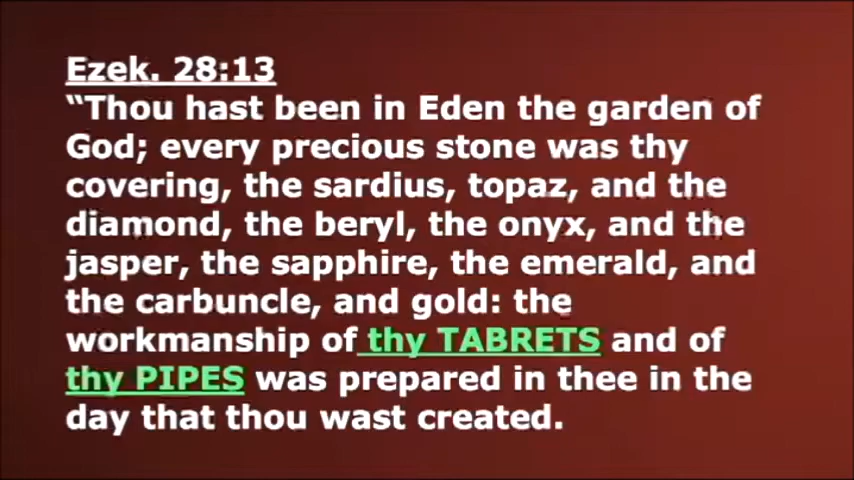 Ezek. 28:13
“Thou hast been in Eden the garden of
God; every precious stone was thy
covering, the sardius, topaz, and the
diamond, the beryl, the onyx, and the
jasper, the sapphire, the emerald, and
the carbuncle, and gold: the
workmanship of thy TABRETS and of
thy PIPES was prepared in thee in the
day that thou wast created.